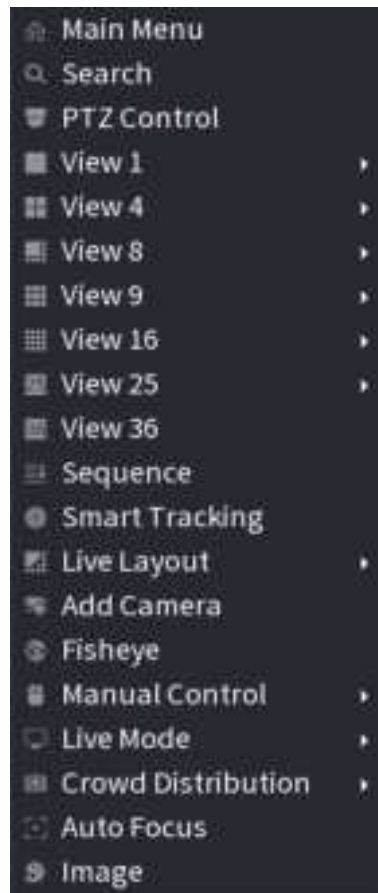 Main Menu
Search
PTZ Control
View 1
View 4
View 8
View 9
View 16
View 25
View 36
Sequence
Smart Tracking
Live Layout
Add Camera
Fisheye
Manual Control
Live Mode
Crowd Distribution
Auto Focus
Image